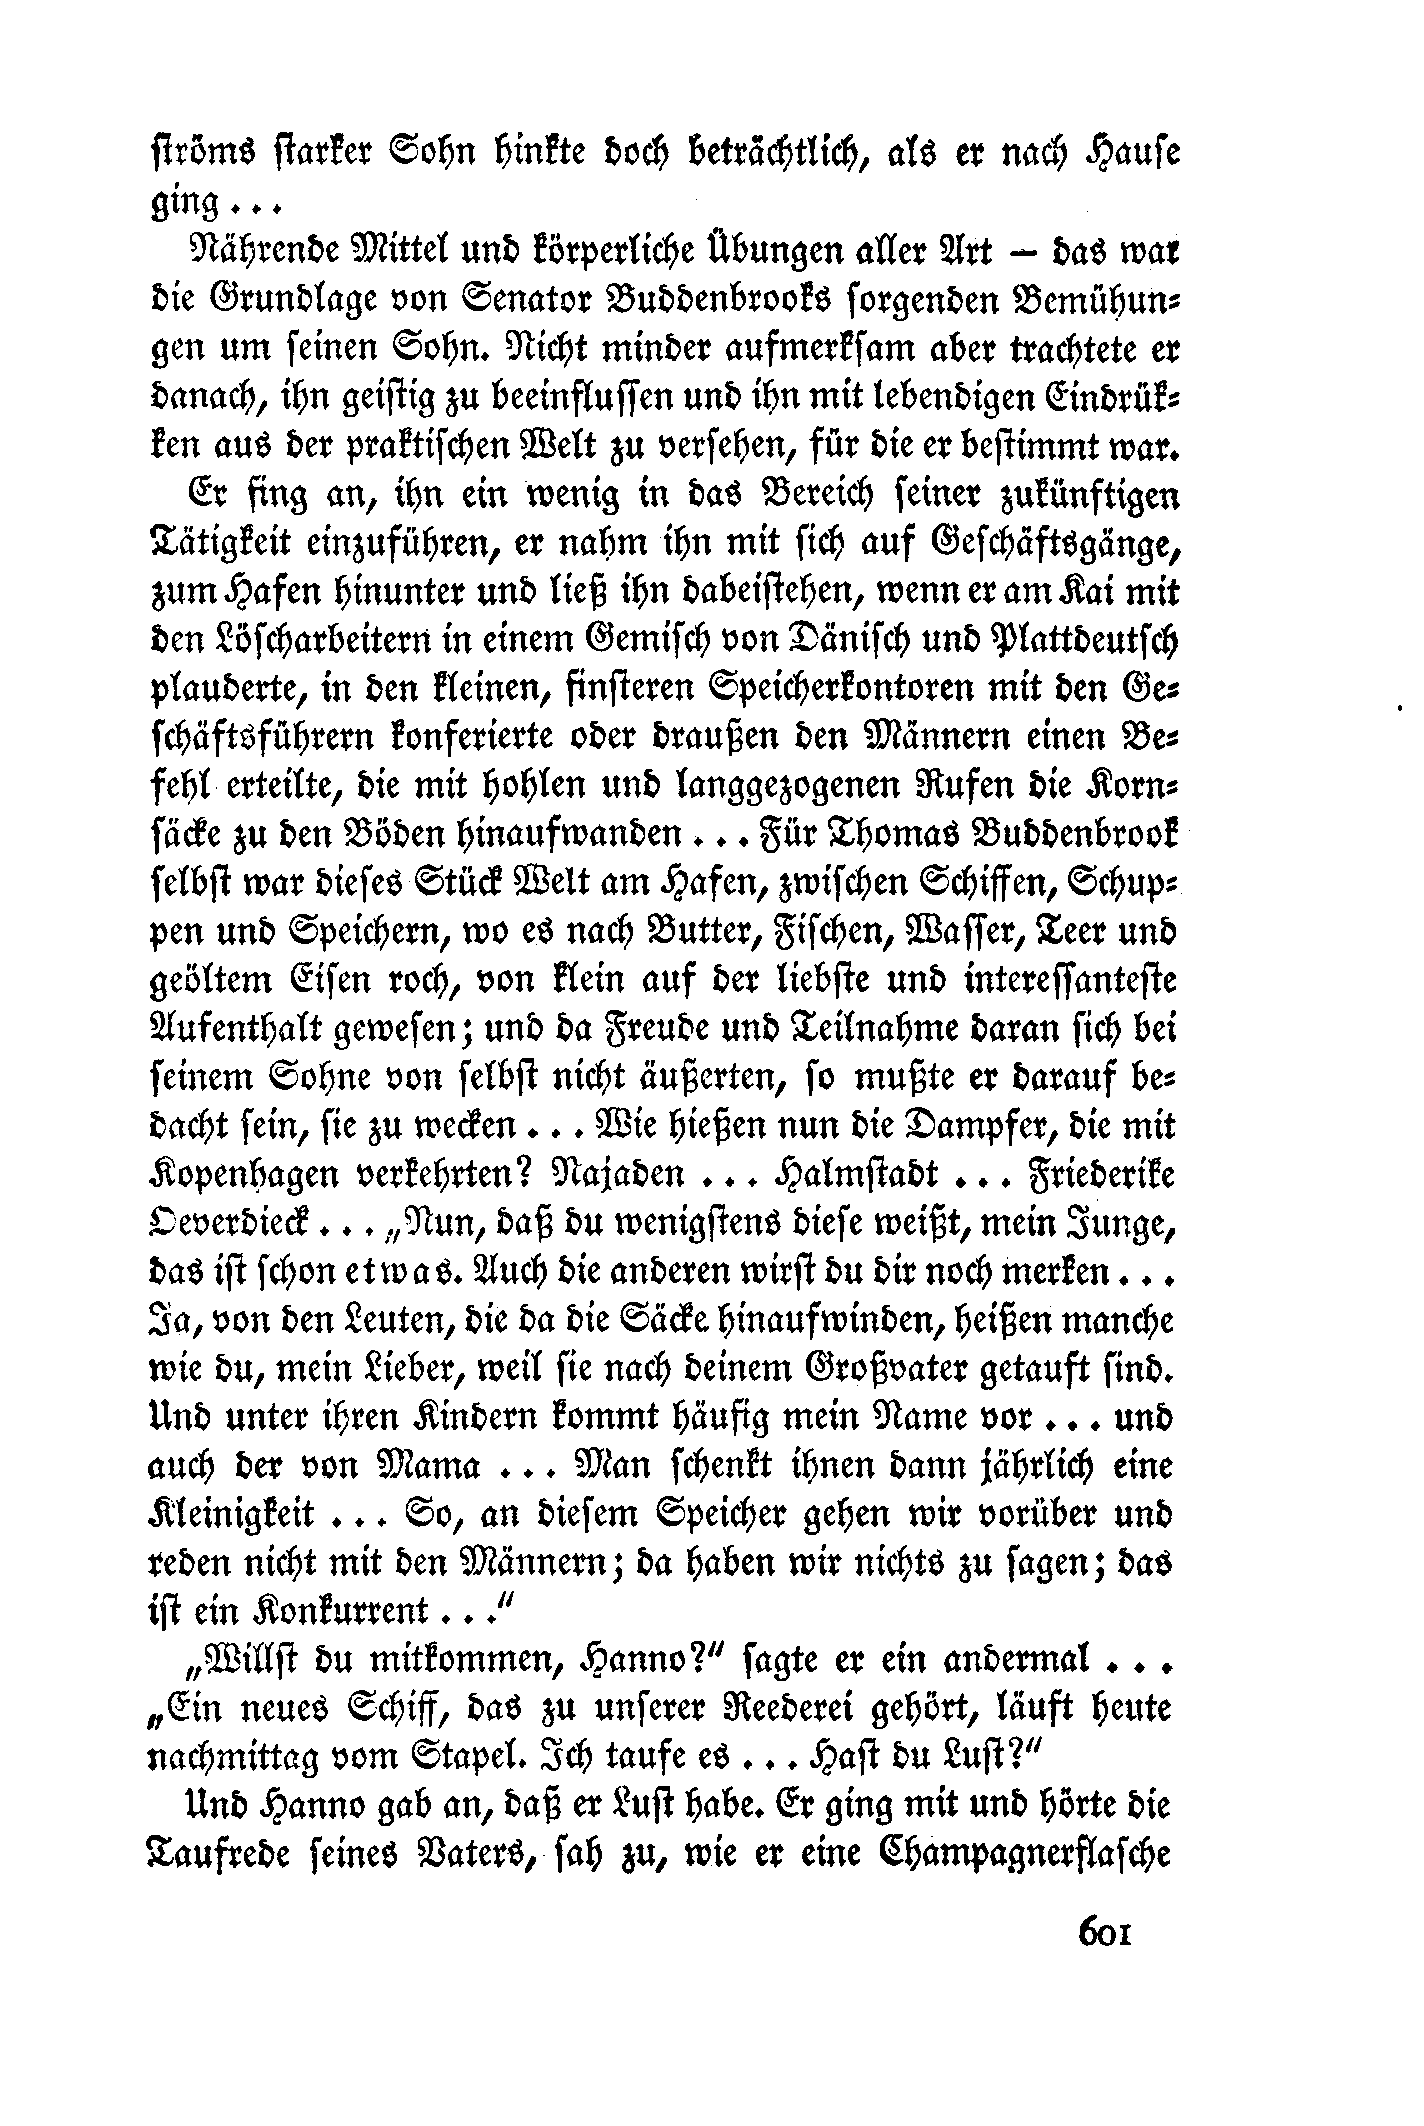 ströms starker Sohn hinkte doch beträchtlich, als er nach Hause
ging . . .
Nährende Mittel und körperliche Übungen aller Art – das war
die Grundlage von Senator Buddenbrooks sorgenden Bemühun-
gen um seinen Sohn. Nicht minder aufmerksam aber trachtete er
danach, ihn geistig zu beeinflussen und ihn mit lebendigen Eindrük-
ken aus der praktischen Welt zu versehen, für die er bestimmt war.
Er fing an, ihn ein wenig in das Bereich seiner zukünftigen
Tätigkeit einzuführen, er nahm ihn mit sich auf Geschäftsgänge,
zum Hafen hinunter und ließ ihn dabeistehen, wenn er am Kai mit
den Löscharbeitern in einem Gemisch von Dänisch und Plattdeutsch
plauderte, in den kleinen, finsteren Speicherkontoren mit den Ge-
schäftsführern konferierte oder draußen den Männern einen Be-
fehl erteilte, die mit hohlen und langgezogenen Rufen die Korn-
säcke zu den Böden hinaufwanden . . . Für Thomas Buddenbrook
selbst war dieses Stück Welt am Hafen, zwischen Schiffen, Schup-
pen und Speichern, wo es nach Butter, Fischen, Wasser, Teer und
geöltem Eisen roch, von klein auf der liebste und interessanteste
Aufenthalt gewesen; und da Freude und Teilnahme daran sich bei
seinem Sohne von selbst nicht äußerten, so mußte er darauf be-
dacht sein, sie zu wecken . . . Wie hießen nun die Dampfer, die mit
Kopenhagen verkehrten? Najaden . . . Halmstadt . . . Friederike
Oeverdieck . . . „Nun, daß du wenigstens diese weißt, mein Junge,
das ist schon etwas. Auch die anderen wirst du dir noch merken . . .
Ja, von den Leuten, die da die Säcke hinaufwinden, heißen manche
wie du, mein Lieber, weil sie nach deinem Großvater getauft sind.
Und unter ihren Kindern kommt häufig mein Name vor . . . und
auch der von Mama . . . Man schenkt ihnen dann jährlich eine
Kleinigkeit . . . So, an diesem Speicher gehen wir vorüber und
reden nicht mit den Männern; da haben wir nichts zu sagen; das
ist ein Konkurrent . . .“
„Willst du mitkommen, Hanno?“ sagte er ein andermal . . .
„Ein neues Schiff, das zu unserer Reederei gehört, läuft heute
nachmittag vom Stapel. Ich taufe es . . . Hast du Lust?“
Und Hanno gab an, daß er Lust habe. Er ging mit und hörte die
Taufrede seines Vaters, sah zu, wie er eine Champagnerflasche
601